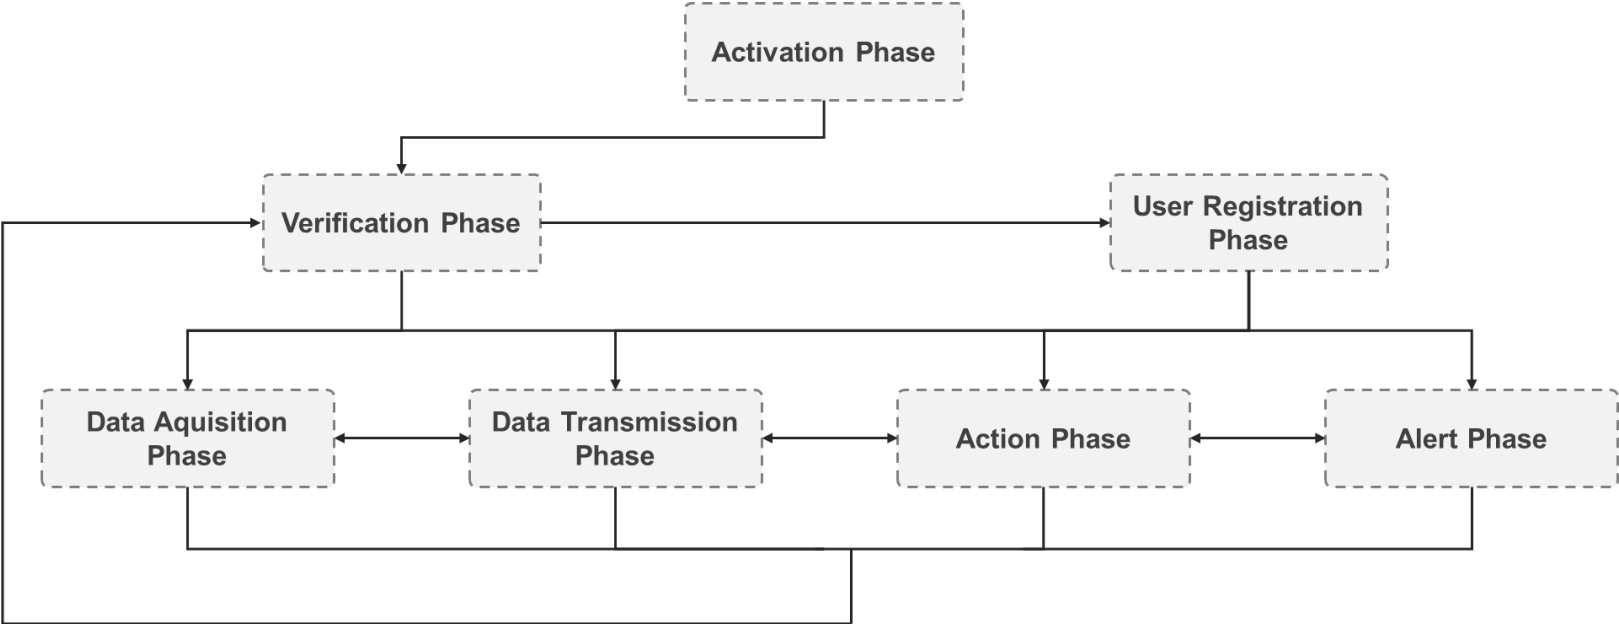 Activation Phase
Verification Phase
User Registration
Phase
Data Aquisition
Phase
Data Transmission
Phase
Action Phase
Alert Phase